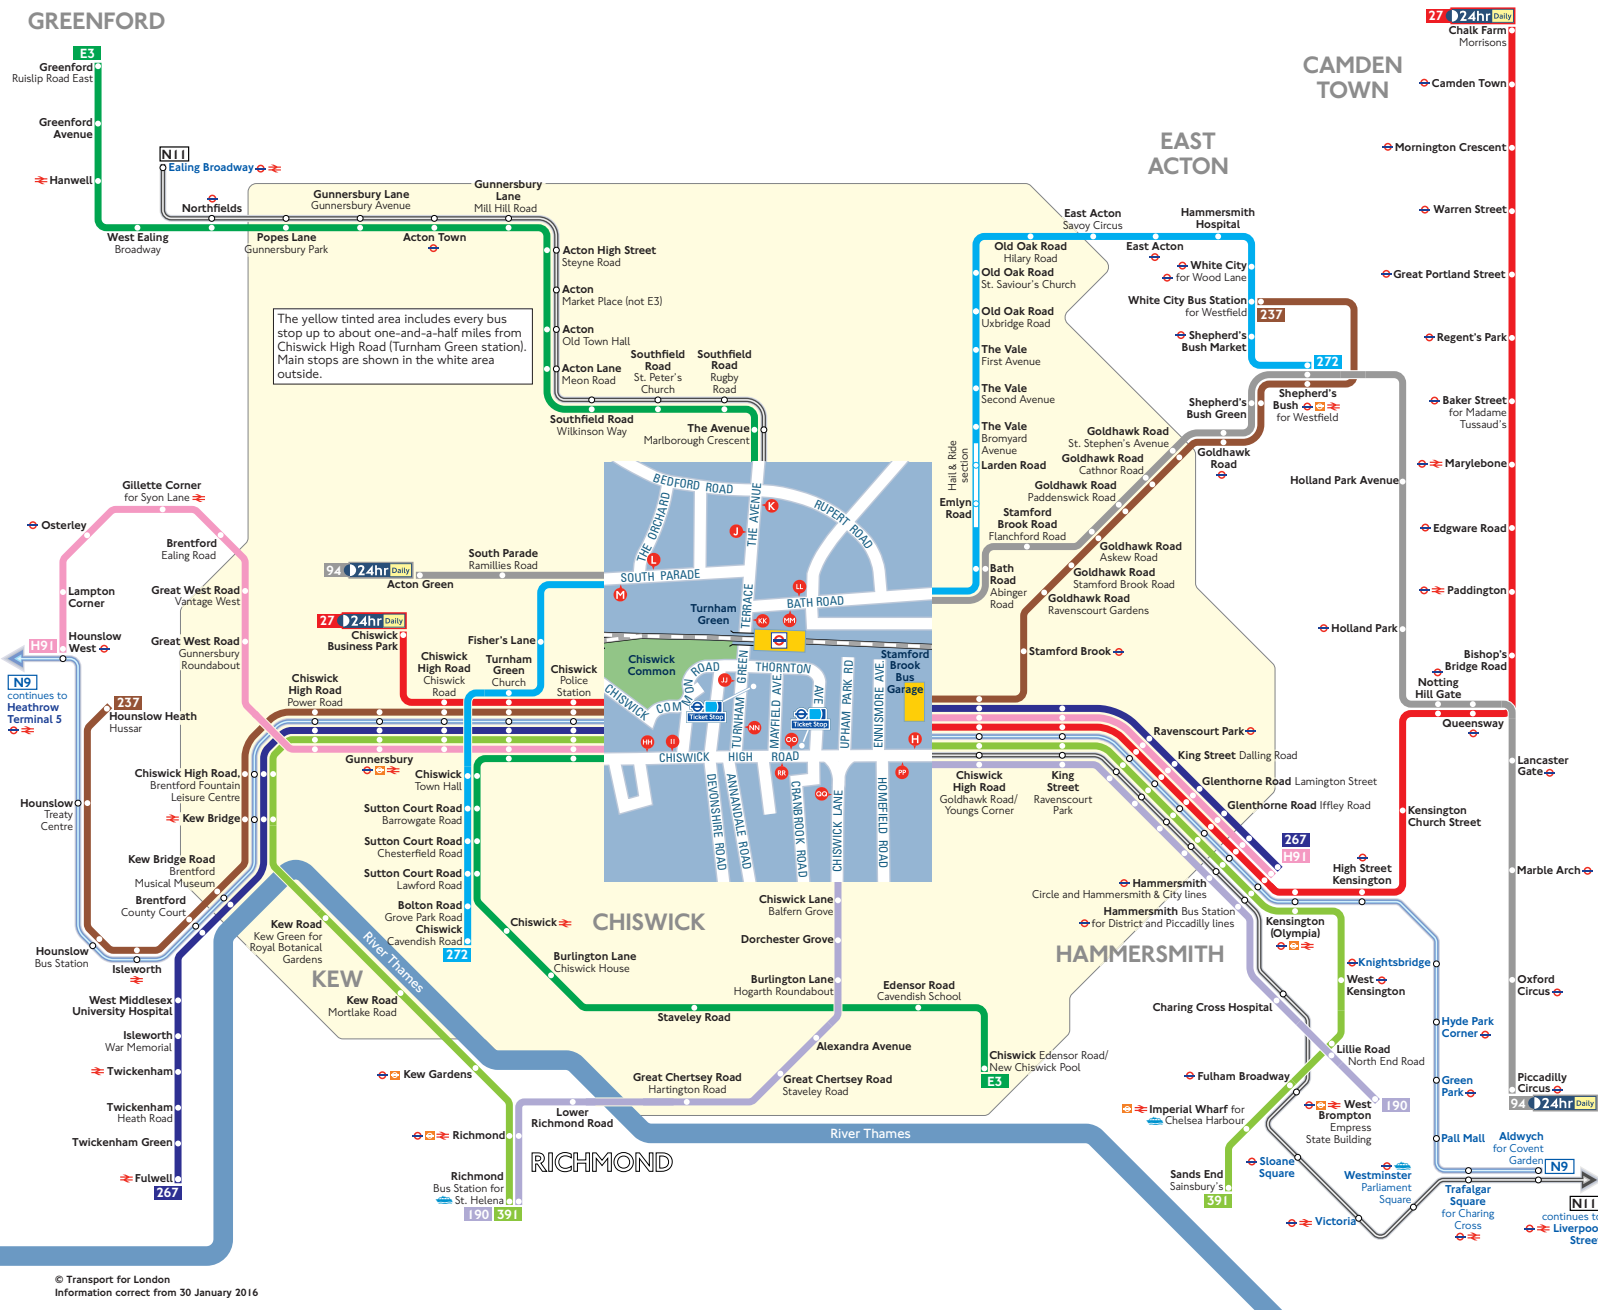 GREENFORD
E3
Greenford
Ruislip Road East
Greenford
Avenue
Hanwell
N11
Ealing Broadway
Northfields
West Ealing
Broadway
Popes Lane
Gunnersbury Park
Gunnersbury Lane
Gunnersbury Avenue
Acton Town
Gunnersbury
Lane
Mill Hill Road
Acton High Street
Steyne Road
Acton
Market Place (not E3)
Acton
Old Town Hall
Acton Lane
Meon Road
Southfield
Road
St. Peter's
Church
Southfield
Road
Rugby
Road
Southfield Road
Wilkinson Way
The Avenue
Marlborough Crescent
The yellow tinted area includes every bus
stop up to about one-and-a-half miles from
Chiswick High Road (Turnham Green station).
Main stops are shown in the white area
outside.
CAMDEN
TOWN
27 24hr Daily
Chalk Farm
Morrisons
Camden Town
Mornington Crescent
Warren Street
Great Portland Street
Regent's Park
Baker Street
for Madame
Tussaud's
Marylebone
Edgware Road
Paddington
Bishop's
Bridge Road
EAST
ACTON
East Acton
Savoy Circus
Hammersmith
Hospital
Old Oak Road
Hilary Road
East Acton
Old Oak Road
St. Saviour's Church
White City
for Wood Lane
Old Oak Road
Uxbridge Road
White City Bus Station
for Westfield
237
The Vale
First Avenue
Shepherd's
Bush Market
272
The Vale
Second Avenue
Shepherd's
Bush Green
Shepherd's
Bush
for Westfield
The Vale
Bromyard
Avenue
Hail & Ride
section
Larden Road
Emlyn
Road
Goldhawk Road
St. Stephen's Avenue
Goldhawk
Road
Goldhawk Road
Cathnor Road
Goldhawk Road
Paddenswick Road
Stamford
Brook Road
Flanchford Road
Goldhawk Road
Askew Road
Goldhawk Road
Stamford Brook Road
Goldhawk Road
Ravenscourt Gardens
Bath
Road
Abinger
Road
Stamford Brook
Holland Park Avenue
Holland Park
Notting
Hill Gate
Queensway
Lancaster
Gate
Kensington
Church Street
Marble Arch
High Street
Kensington
Oxford
Circus
Piccadilly
Circus
94 24hr Daily
Gillette Corner
for Syon Lane
Osterley
Brentford
Ealing Road
Lampton
Corner
Great West Road
Vantage West
H91
Hounslow
West
Great West Road
Gunnersbury
Roundabout
N9
continues to
Heathrow
Terminal 5
237
Hounslow Heath
Hussar
94 24hr Daily
Acton Green
South Parade
Ramillies Road
27 24hr Daily
Chiswick
Business Park
Fisher's Lane
Chiswick
High Road
Chiswick
Road
Turnham
Green
Church
Chiswick
Police
Station
Chiswick
High Road
Power Road
Gunnersbury
Chiswick High Road,
Brentford Fountain
Leisure Centre
Hounslow
Treaty
Centre
Kew Bridge
Kew Bridge Road
Brentford
Musical Museum
Brentford
County Court
Hounslow
Bus Station
Isleworth
West Middlesex
University Hospital
Isleworth
War Memorial
Twickenham
Twickenham
Heath Road
Twickenham Green
Fulwell
267
Chiswick
Town Hall
Sutton Court Road
Barrowgate Road
Sutton Court Road
Chesterfield Road
Sutton Court Road
Lawford Road
Bolton Road
Grove Park Road
Chiswick
Cavendish Road
272
Chiswick
Kew Road
Kew Green for
Royal Botanical
Gardens
KEW
River Thames
Kew Road
Mortlake Road
Kew Gardens
Richmond
Richmond
Bus Station for
St. Helena
190 391
RICHMOND
Lower
Richmond Road
Great Chertsey Road
Hartington Road
Great Chertsey Road
Staveley Road
Alexandra Avenue
CHISWICK
Burlington Lane
Chiswick House
Staveley Road
Chiswick Lane
Balfern Grove
Dorchester Grove
Burlington Lane
Hogarth Roundabout
Edensor Road
Cavendish School
Chiswick Edensor Road/
New Chiswick Pool
E3
River Thames
BEDFORD ROAD
THE ORCHARD
THE AVENUE
RUPERT ROAD
K
J
L
M
SOUTH PARADE
LL
BATH ROAD
Turnham
Green
TERRACE
KK
MM
Chiswick
Common
COMMON ROAD
CHISWICK
JJ
TURNHAM GREEN
THORNTON
AVE
Stamford
Brook
Bus
Garage
MAYFIELD AVE
UPHAM PARK RD
ENNISMORE AVE.
Ticket Stop
Ticket Stop
NN
OO
HH
II
H
CHISWICK HIGH ROAD
RR
PP
QQ
DEVONSHIRE ROAD
ANNANDALE ROAD
CRANBROOK ROAD
CHISWICK LANE
HOMEFIELD ROAD
Chiswick
High Road
Goldhawk Road/
Youngs Corner
King
Street
Ravenscourt
Park
Ravenscourt Park
King Street Dalling Road
Glenthorne Road Lamington Street
Glenthorne Road Iffley Road
267
H91
Hammersmith
Circle and Hammersmith & City lines
Hammersmith Bus Station
for District and Piccadilly lines
HAMMERSMITH
Kensington
(Olympia)
West
Kensington
Charing Cross Hospital
Lillie Road
North End Road
Fulham Broadway
West
Brompton
Empress
State Building
190
Imperial Wharf for
Chelsea Harbour
Sands End
Sainsbury's
391
Sloane
Square
Victoria
Westminster
Parliament
Square
Knightsbridge
Hyde Park
Corner
Green
Park
Pall Mall
Aldwych
for Covent
Garden
N9
Trafalgar
Square
for Charing
Cross
N11
continues to
Liverpool
Street
© Transport for London
Information correct from 30 January 2016